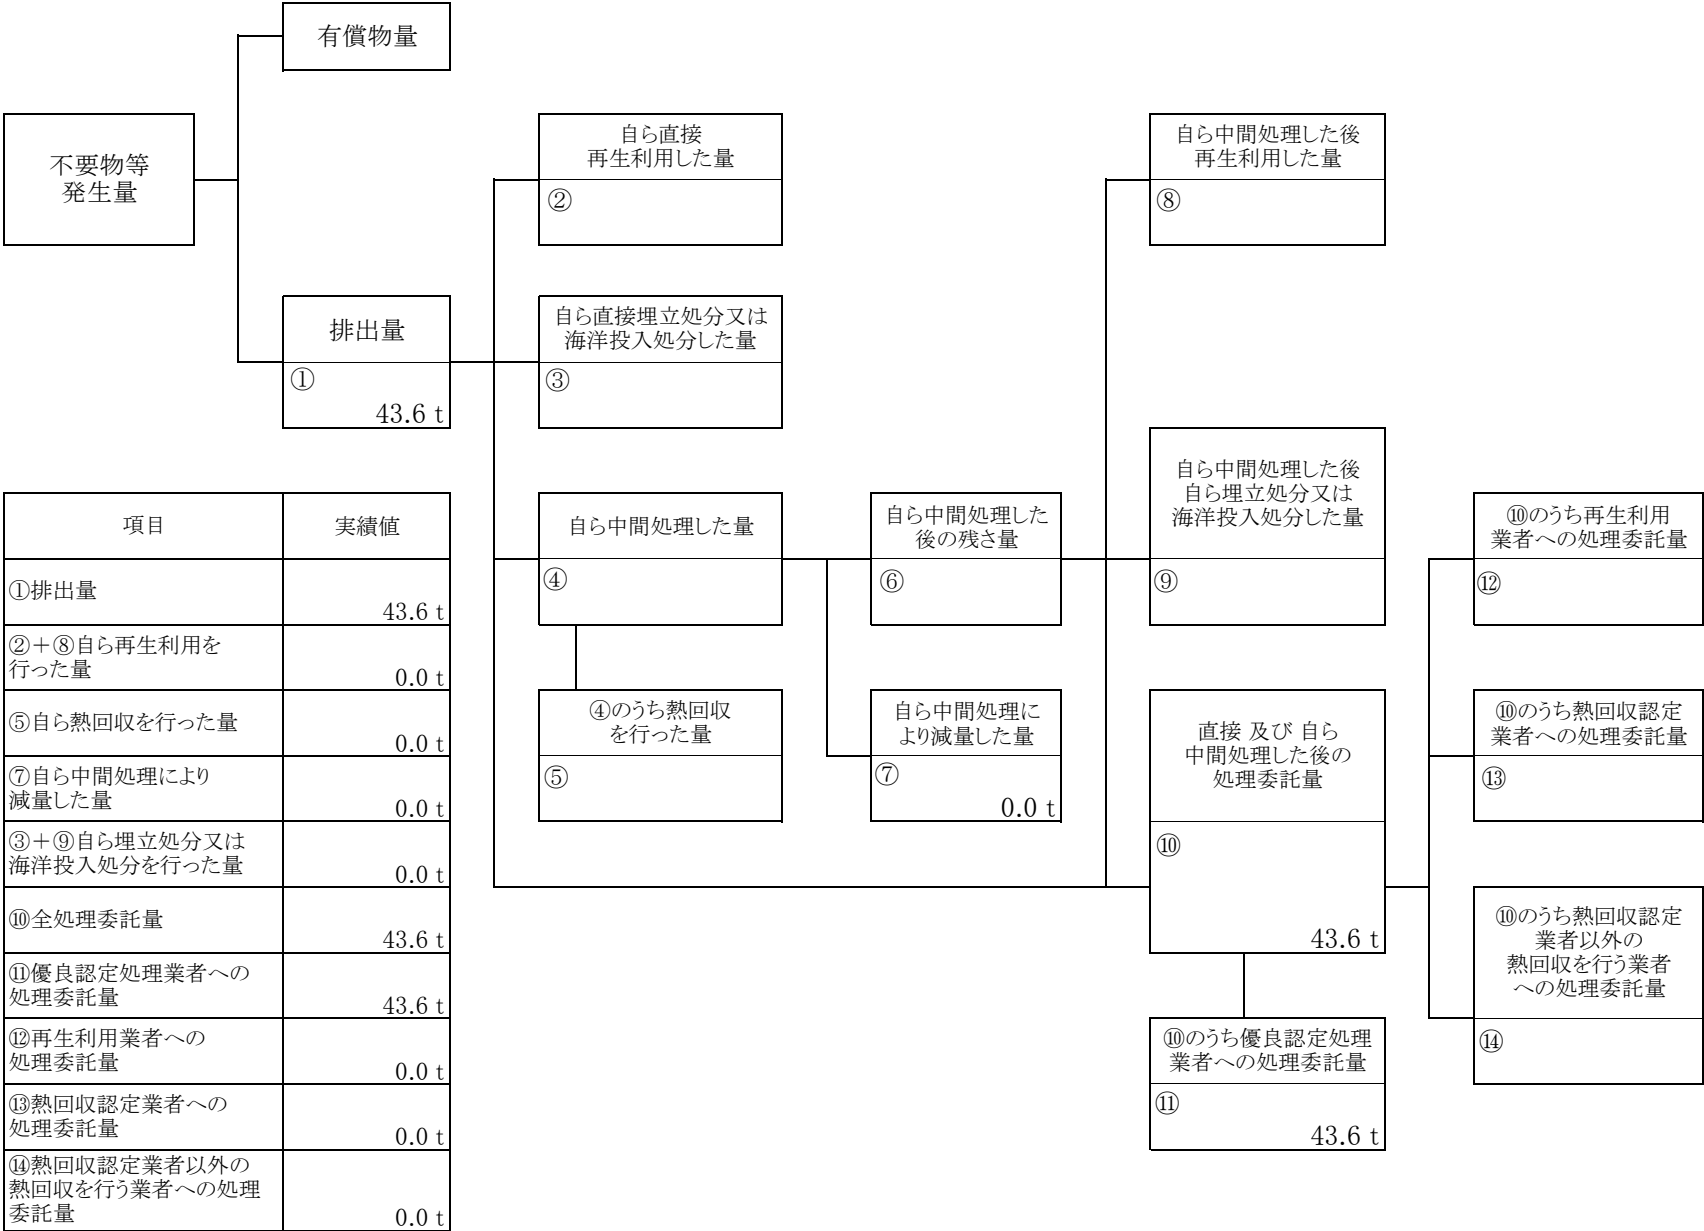 有償物量
不要物等
発生量
自ら直接
再生利用した量
②
自ら中間処理した後
再生利用した量
⑧
排出量
①
43.6 t
自ら直接埋立処分又は
海洋投入処分した量
③
自ら中間処理した量
④
自ら中間処理した
後の残さ量
⑥
自ら中間処理した後
自ら埋立処分又は
海洋投入処分した量
⑨
⑩のうち再生利用
業者への処理委託量
⑫
④のうち熱回収
を行った量
⑤
自ら中間処理に
より減量した量
⑦
0.0 t
直接 及び 自ら
中間処理した後の
処理委託量
⑩
43.6 t
⑩のうち熱回収認定
業者への処理委託量
⑬
⑩のうち熱回収認定
業者以外の
熱回収を行う業者
への処理委託量
⑭
⑩のうち優良認定処理
業者への処理委託量
⑪
43.6 t
項目
実績値
①排出量
43.6 t
②＋⑧自ら再生利用を
行った量
0.0 t
⑤自ら熱回収を行った量
0.0 t
⑦自ら中間処理により
減量した量
0.0 t
③＋⑨自ら埋立処分又は
海洋投入処分を行った量
0.0 t
⑩全処理委託量
43.6 t
⑪優良認定処理業者への
処理委託量
43.6 t
⑫再生利用業者への
処理委託量
0.0 t
⑬熱回収認定業者への
処理委託量
0.0 t
⑭熱回収認定業者以外の
熱回収を行う業者への処理
委託量
0.0 t